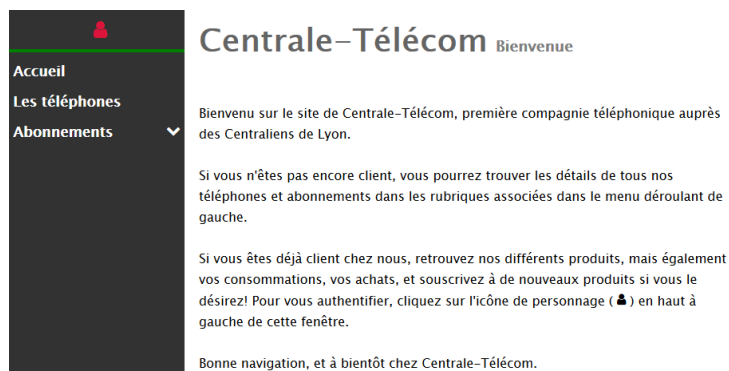 Centrale-Télécom Bienvenue
Accueil
Les téléphones
Abonnements
Bienvenu sur le site de Centrale-Télécom, première compagnie téléphonique auprès
des Centraliens de Lyon.
Si vous n'êtes pas encore client, vous pourrez trouver les détails de tous nos
téléphones et abonnements dans les rubriques associées dans le menu déroulant de
gauche.
Si vous êtes déjà client chez nous, retrouvez nos différents produits, mais également
vos consommations, vos achats, et souscrivez à de nouveaux produits si vous le
désirez! Pour vous authentifier, cliquez sur l'icône de personnage ( ) en haut à
gauche de cette fenêtre.
Bonne navigation, et à bientôt chez Centrale-Télécom.